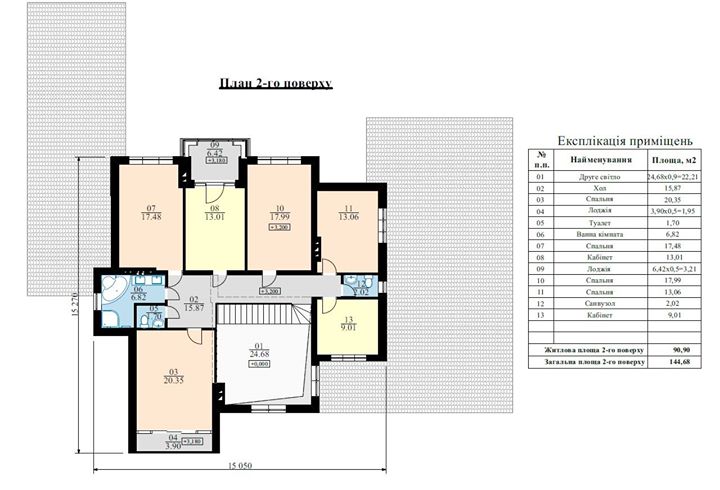 План 2-го поверху
09
6.42
+3,180
07
17.48
08
13.01
10
17.99
+3,200
11
13.06
06
6.82
12
2.02
+3,200
02
15.87
05
1.70
13
9.01
01
24.68
+0,000
03
20.35
04
3.90
+3,180
15 270
15 050
Експлікація приміщень
№ п.п. Найменування Площа, м2
01 Друге світло 24,68x0,9=22,21
02 Хол 15,87
03 Спальня 20,35
04 Лоджія 3,90x0,5=1,95
05 Туалет 1,70
06 Ванна кімната 6,82
07 Спальня 17,48
08 Кабінет 13,01
09 Лоджія 6,42x0,5=3,21
10 Спальня 17,99
11 Спальня 13,06
12 Санвузол 2,02
13 Кабінет 9,01
Житлова площа 2-го поверху 90,90
Загальна площа 2-го поверху 144,68